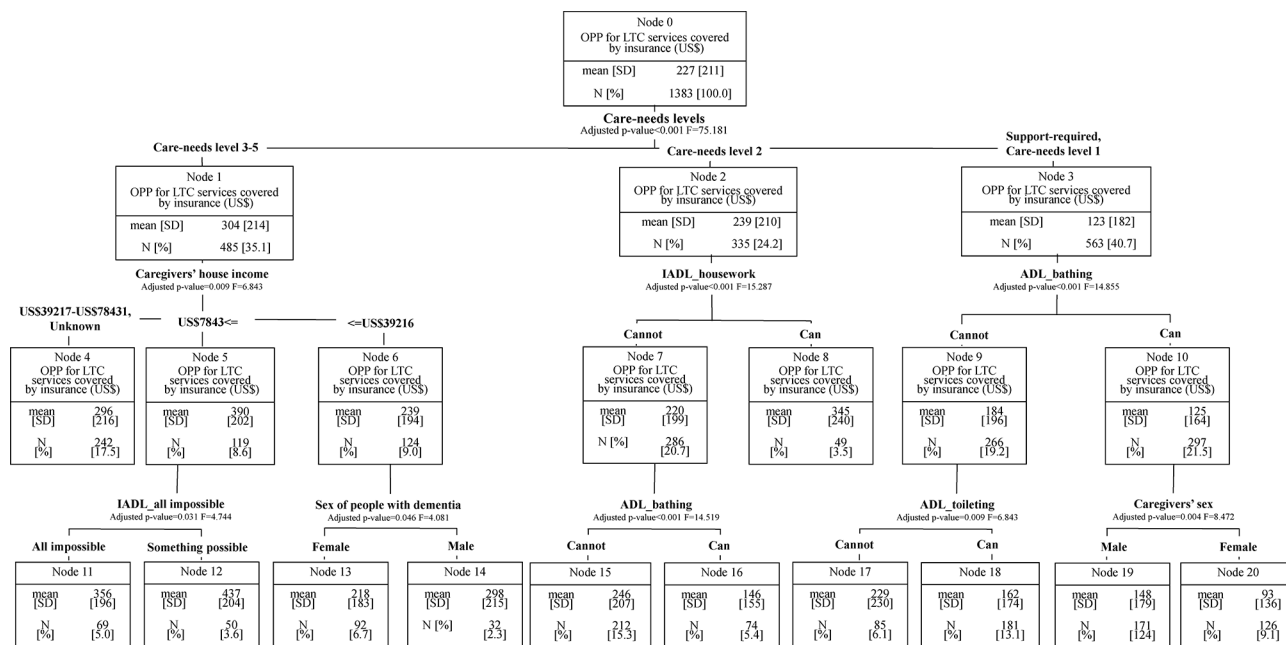 Node 0
OPP for LTC services covered
by insurance (US$)
mean [SD] 227 [211]
N [%] 1383 [100.0]
Care-needs levels
Adjusted p-value<0.001 F=75.181
Care-needs level 3-5
Care-needs level 2
Support-required,
Care-needs level 1
Node 1
OPP for LTC services covered
by insurance (US$)
mean [SD] 304 [214]
N [%] 485 [35.1]
Node 2
OPP for LTC services covered
by insurance (US$)
mean [SD] 239 [210]
N [%] 335 [24.2]
Node 3
OPP for LTC services covered
by insurance (US$)
mean [SD] 123 [182]
N [%] 563 [40.7]
Caregivers’ house income
Adjusted p-value=0.009 F=6.843
IADL_housework
Adjusted p-value<0.001 F=15.287
ADL_bathing
Adjusted p-value<0.001 F=14.855
US$39217-US$78431,
Unknown
US$7843<=
<=US$39216
Cannot
Can
Cannot
Can
Node 4
OPP for LTC
services covered
by insurance (US$)
mean 296
[SD] [216]
N 242
[%] [17.5]
Node 5
OPP for LTC
services covered
by insurance (US$)
mean 390
[SD] [202]
N 119
[%] [8.6]
Node 6
OPP for LTC
services covered
by insurance (US$)
mean 239
[SD] [194]
N 124
[%] [9.0]
Node 7
OPP for LTC
services covered
by insurance (US$)
mean 220
[SD] [199]
N [%] 286
[20.7]
Node 8
OPP for LTC
services covered
by insurance (US$)
mean 345
[SD] [240]
N 49
[%] [3.5]
Node 9
OPP for LTC
services covered
by insurance (US$)
mean 184
[SD] [196]
N 266
[%] [19.2]
Node 10
OPP for LTC
services covered
by insurance (US$)
mean 125
[SD] [164]
N 297
[%] [21.5]
IADL_all impossible
Adjusted p-value=0.031 F=4.744
Sex of people with dementia
Adjusted p-value=0.046 F=4.081
ADL_bathing
Adjusted p-value<0.001 F=14.519
ADL_toileting
Adjusted p-value=0.009 F=6.843
Caregivers’ sex
Adjusted p-value=0.004 F=8.472
All impossible
Something possible
Female
Male
Cannot
Can
Cannot
Can
Male
Female
Node 11
mean 356
[SD] [196]
N 69
[%] [5.0]
Node 12
mean 437
[SD] [204]
N 50
[%] [3.6]
Node 13
mean 218
[SD] [183]
N 92
[%] [6.7]
Node 14
mean 298
[SD] [215]
N [%] 32
[2.3]
Node 15
mean 246
[SD] [207]
N 212
[%] [15.3]
Node 16
mean 146
[SD] [155]
N 74
[%] [5.4]
Node 17
mean 229
[SD] [230]
N 85
[%] [6.1]
Node 18
mean 162
[SD] [174]
N 181
[%] [13.1]
Node 19
mean 148
[SD] [179]
N 171
[%] [124]
Node 20
mean 93
[SD] [136]
N 126
[%] [9.1]